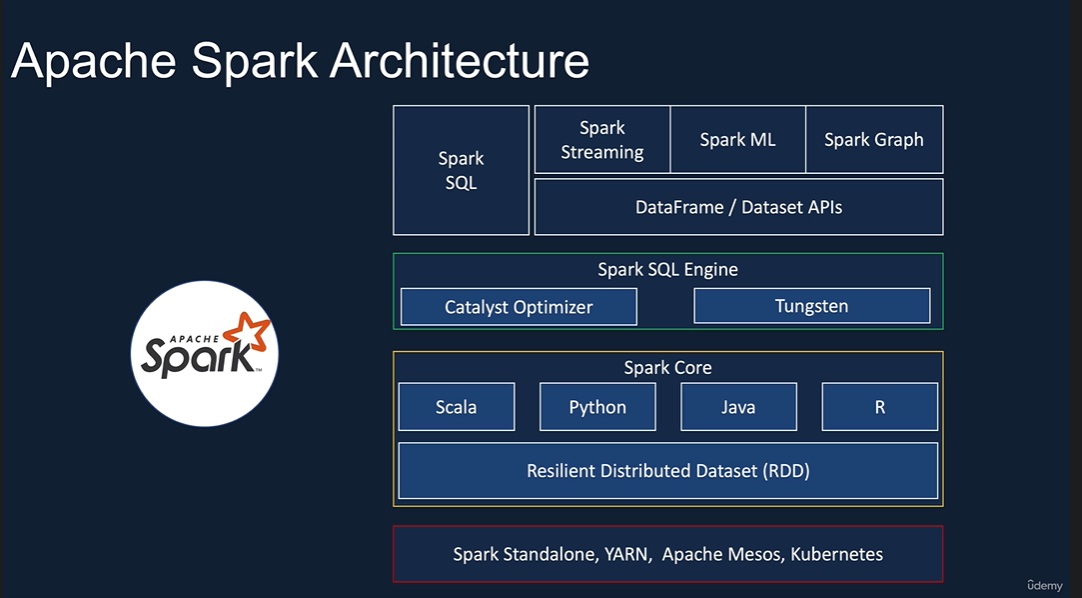 Apache Spark Architecture
Spark
SQL
Spark
Streaming
Spark ML
Spark Graph
DataFrame / Dataset APIs
Spark SQL Engine
Catalyst Optimizer
Tungsten
APACHE
Spark™
Spark Core
Scala
Python
Java
R
Resilient Distributed Dataset (RDD)
Spark Standalone, YARN, Apache Mesos, Kubernetes
ûdemy